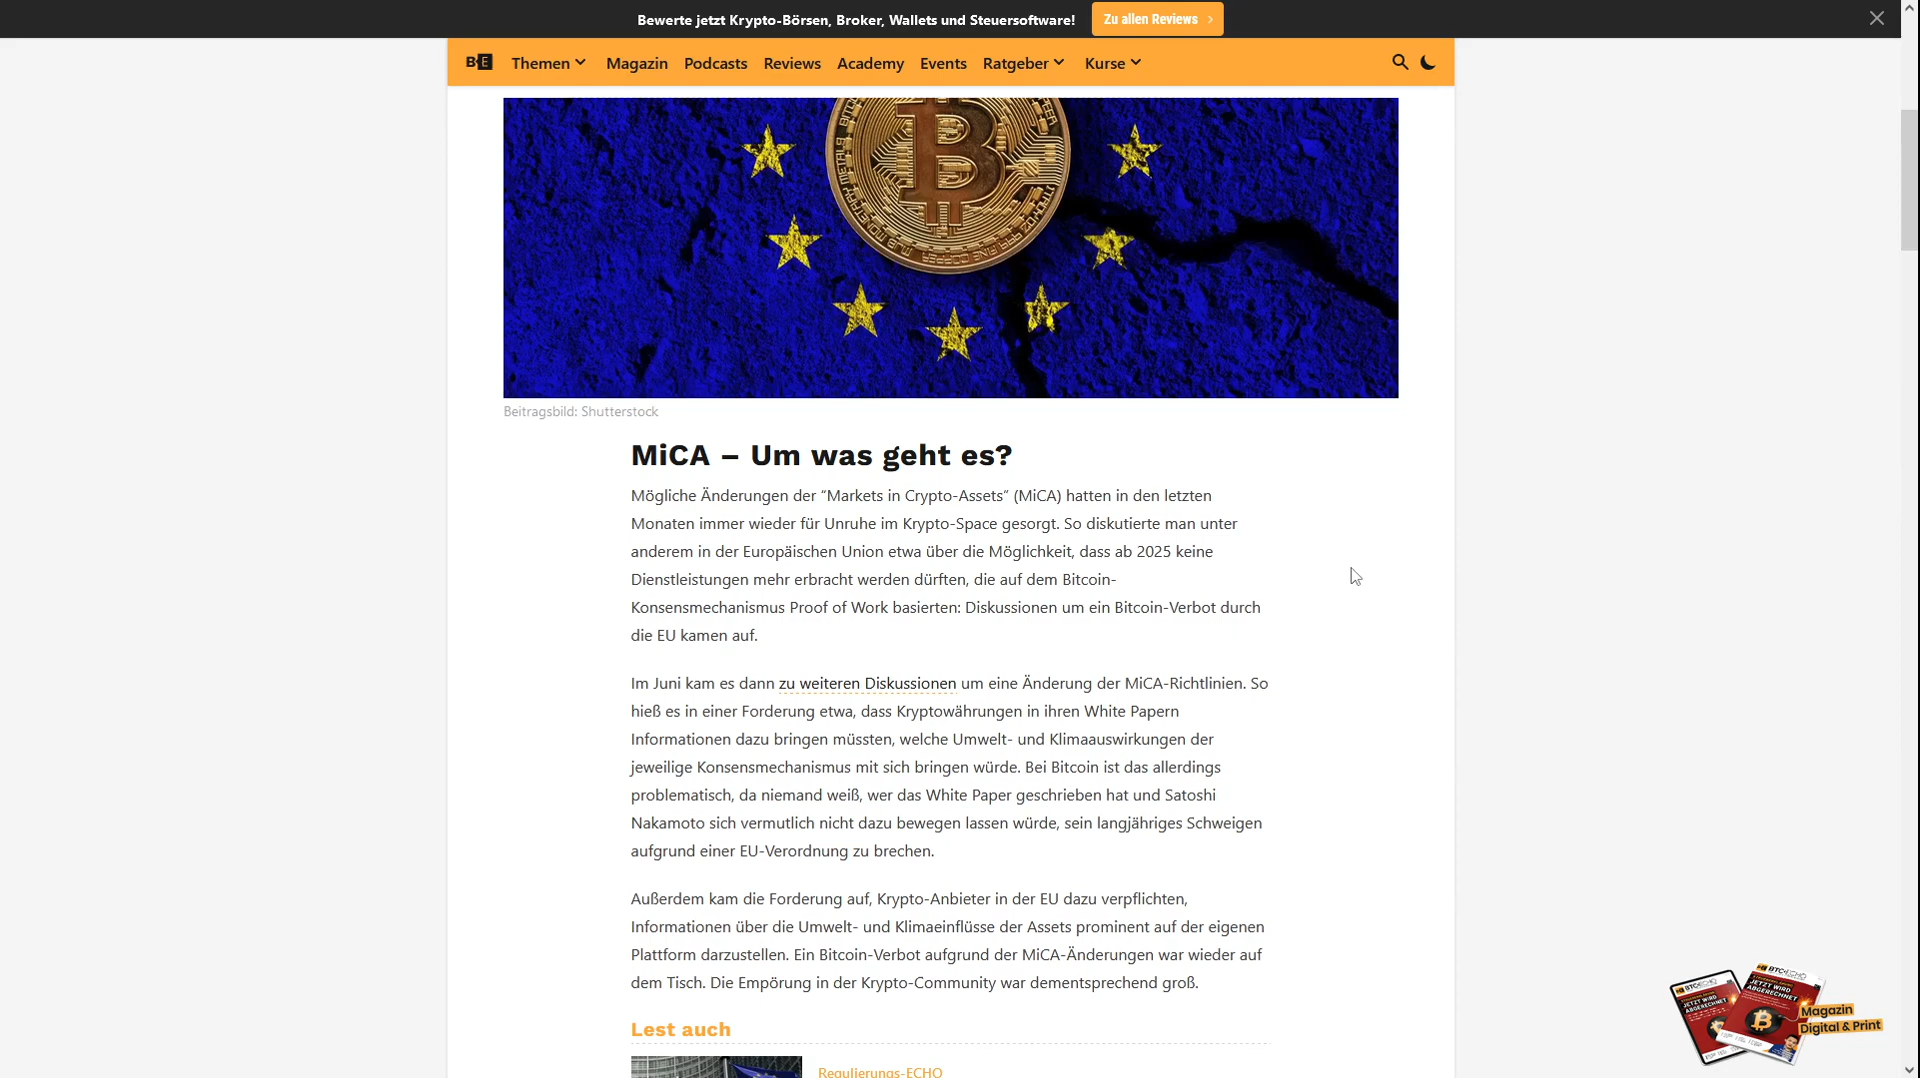 Bewerte jetzt Krypto-Börsen, Broker, Wallets und Steuersoftware!
Zu allen Reviews
B•E
Themen
Magazin
Podcasts
Reviews
Academy
Events
Ratgeber
Kurse
Beitragsbild: Shutterstock
MiCA – Um was geht es?
Mögliche Änderungen der “Markets in Crypto-Assets” (MiCA) hatten in den letzten
Monaten immer wieder für Unruhe im Krypto-Space gesorgt. So diskutierte man unter
anderem in der Europäischen Union etwa über die Möglichkeit, dass ab 2025 keine
Dienstleistungen mehr erbracht werden dürften, die auf dem Bitcoin-
Konsensmechanismus Proof of Work basierten: Diskussionen um ein Bitcoin-Verbot durch
die EU kamen auf.
Im Juni kam es dann zu weiteren Diskussionen um eine Änderung der MiCA-Richtlinien. So
hieß es in einer Forderung etwa, dass Kryptowährungen in ihren White Papern
Informationen dazu bringen müssten, welche Umwelt- und Klimaauswirkungen der
jeweilige Konsensmechanismus mit sich bringen würde. Bei Bitcoin ist das allerdings
problematisch, da niemand weiß, wer das White Paper geschrieben hat und Satoshi
Nakamoto sich vermutlich nicht dazu bewegen lassen würde, sein langjähriges Schweigen
aufgrund einer EU-Verordnung zu brechen.
Außerdem kam die Forderung auf, Krypto-Anbieter in der EU dazu verpflichten,
Informationen über die Umwelt- und Klimaeinflüsse der Assets prominent auf der eigenen
Plattform darzustellen. Ein Bitcoin-Verbot aufgrund der MiCA-Änderungen war wieder auf
dem Tisch. Die Empörung in der Krypto-Community war dementsprechend groß.
Lest auch
Regulierungs-ECHO
BTC-ECHO
JETZT WIRD
ABGERECHNET
BTC-ECHO
JETZT WIRD
ABGERECHNET
Magazin
Digital & Print